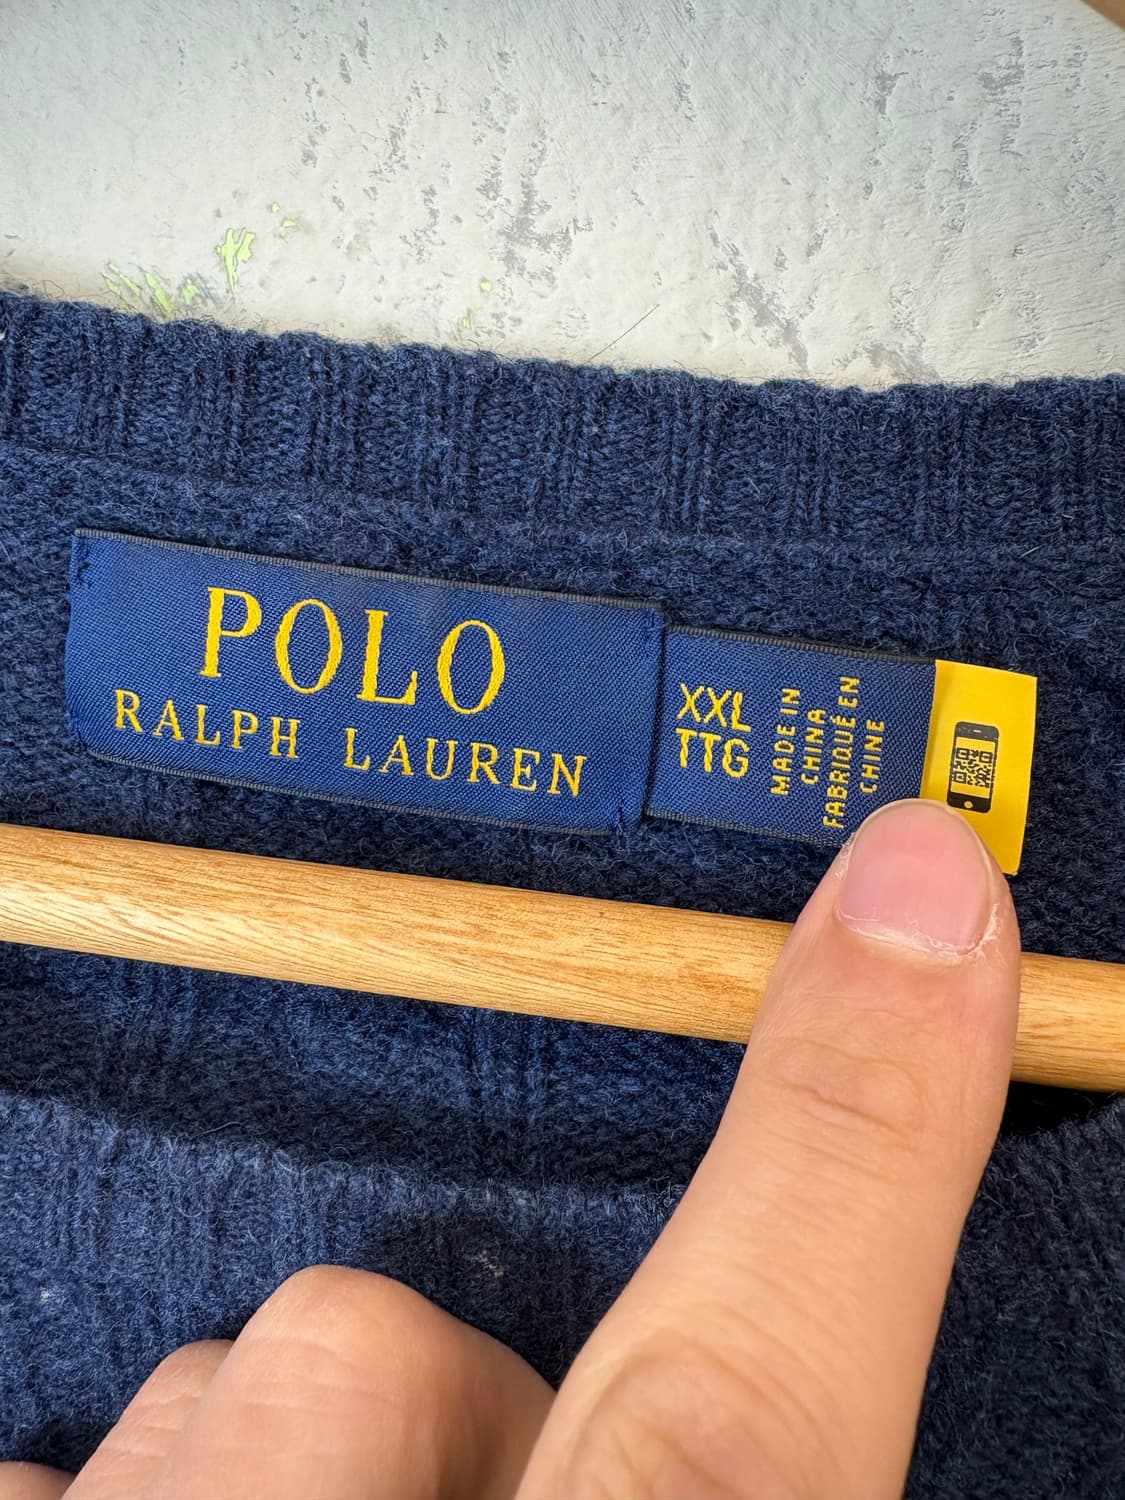 POLO
RALPH LAUREN
XXL
TTG
MADE IN
CHINA
FABRIQUÉ EN
CHINE